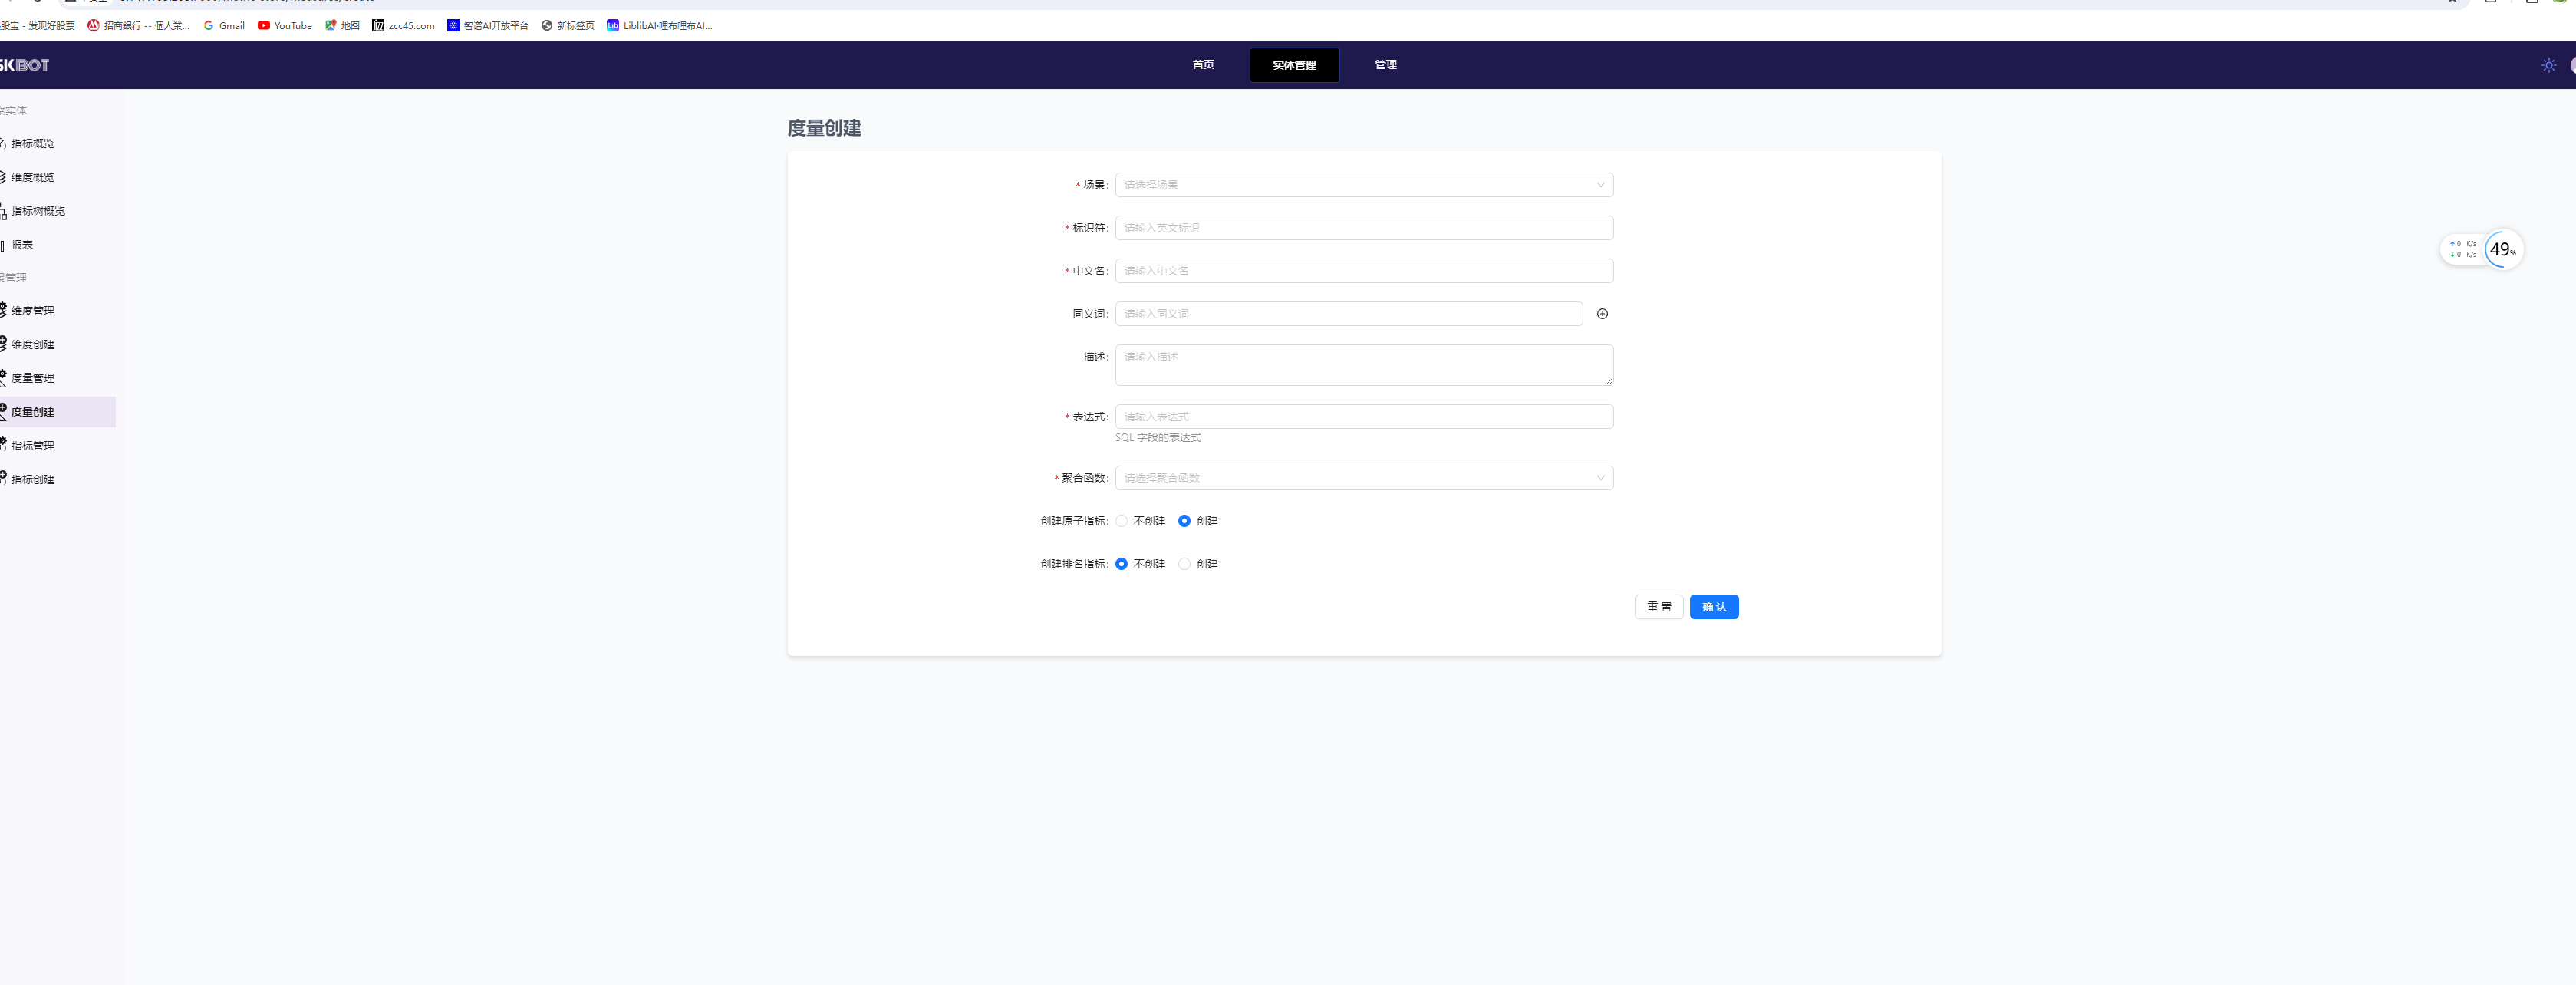 股宝 - 发现好股票 招商銀行 -- 個人業... Gmail YouTube 地图 zcc45.com 智谱AI开放平台 新标签页 LiblibAI·哩布哩布AI...
SKBOT 首页 实体管理 管理
案实体
指标概览
维度概览
指标树概览
报表
景管理
维度管理
维度创建
度量管理
度量创建
指标管理
指标创建
度量创建
* 场景: 请选择场景
* 标识符: 请输入英文标识
* 中文名: 请输入中文名
同义词: 请输入同义词
描述: 请输入描述
* 表达式: 请输入表达式
SQL 字段的表达式
* 聚合函数: 请选择聚合函数
创建原子指标: 不创建 创建
创建排名指标: 不创建 创建
重 置 确 认
↑ 0 K/s
↓ 0 K/s
49%